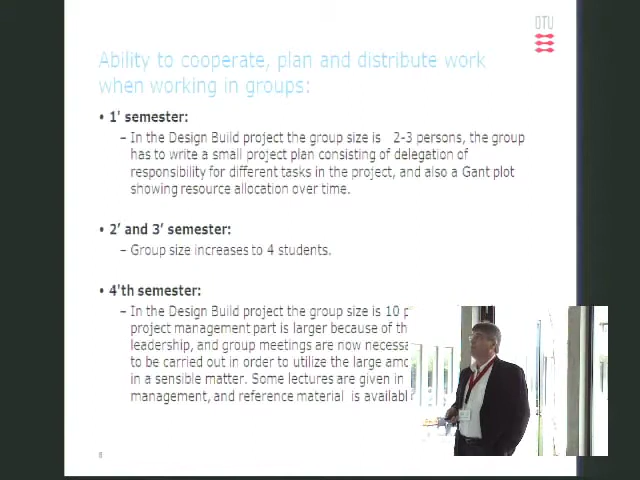 DTU
Ability to cooperate, plan and distribute work
when working in groups:
• 1' semester:
– In the Design Build project the group size is 2-3 persons, the group
has to write a small project plan consisting of delegation of
responsibility for different tasks in the project, and also a Gant plot
showing resource allocation over time.
• 2' and 3' semester:
– Group size increases to 4 students.
• 4'th semester:
– In the Design Build project the group size is 10 p
project management part is larger because of th
leadership, and group meetings are now necessa
to be carried out in order to utilize the large amo
in a sensible matter. Some lectures are given in
management, and reference material is availabl
8